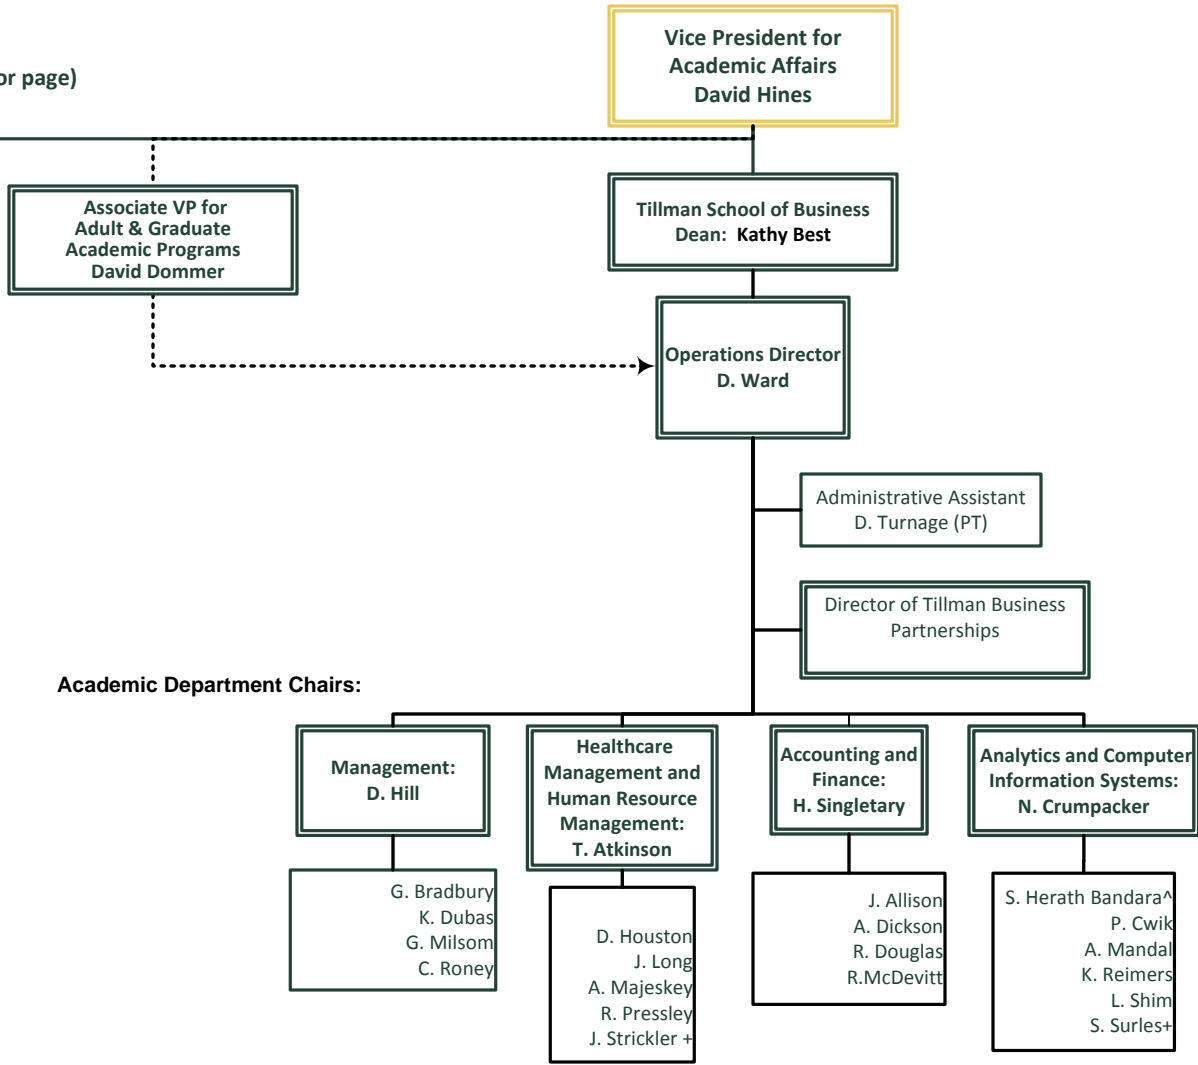 Vice President for
Academic Affairs
David Hines
or page)
Associate VP for
Adult & Graduate
Academic Programs
David Dommer
Tillman School of Business
Dean: Kathy Best
Operations Director
D. Ward
Administrative Assistant
D. Turnage (PT)
Director of Tillman Business
Partnerships
Academic Department Chairs:
Management:
D. Hill
Healthcare
Management and
Human Resource
Management:
T. Atkinson
Accounting and
Finance:
H. Singletary
Analytics and Computer
Information Systems:
N. Crumpacker
G. Bradbury
K. Dubas
G. Milsom
C. Roney
D. Houston
J. Long
A. Majeskey
R. Pressley
J. Strickler +
J. Allison
A. Dickson
R. Douglas
R.McDevitt
S. Herath Bandara^
P. Cwik
A. Mandal
K. Reimers
L. Shim
S. Surles+